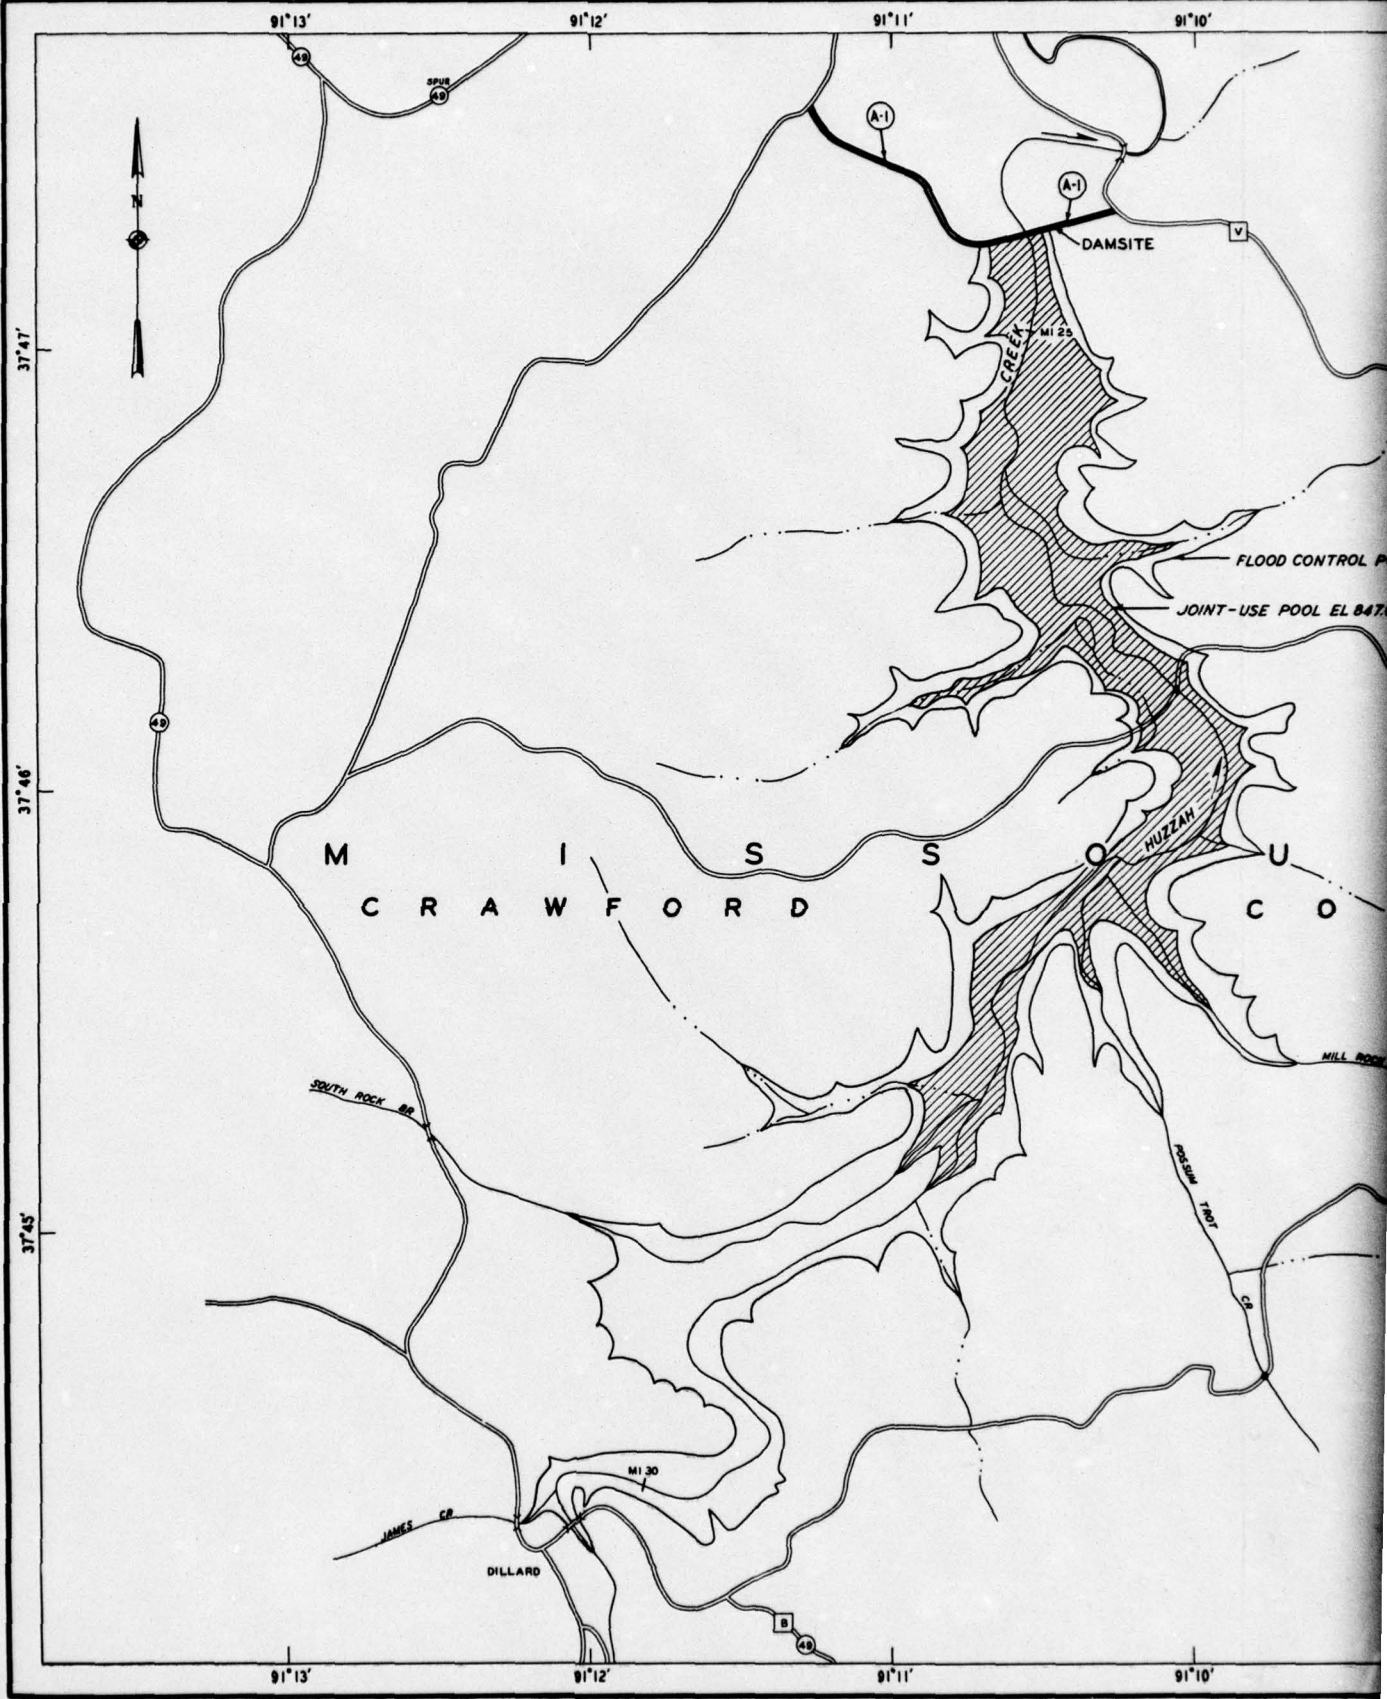 91°13' 91°12' 91°11' 91°10'
49
SPUR
49
A-1
N
A-1
V
DAMSITE
37°47'
MI 25
CREEK
FLOOD CONTROL
JOINT-USE POOL EL 847.
49
37°46'
HUZZAH
M I S S O U
C R A W F O R D C O
MILL ROCK
SOUTH ROCK BR
POSSUM TROT
37°45'
CR
MI 30
JAMES CR
DILLARD
B
49
91°13' 91°12' 91°11' 91°10'